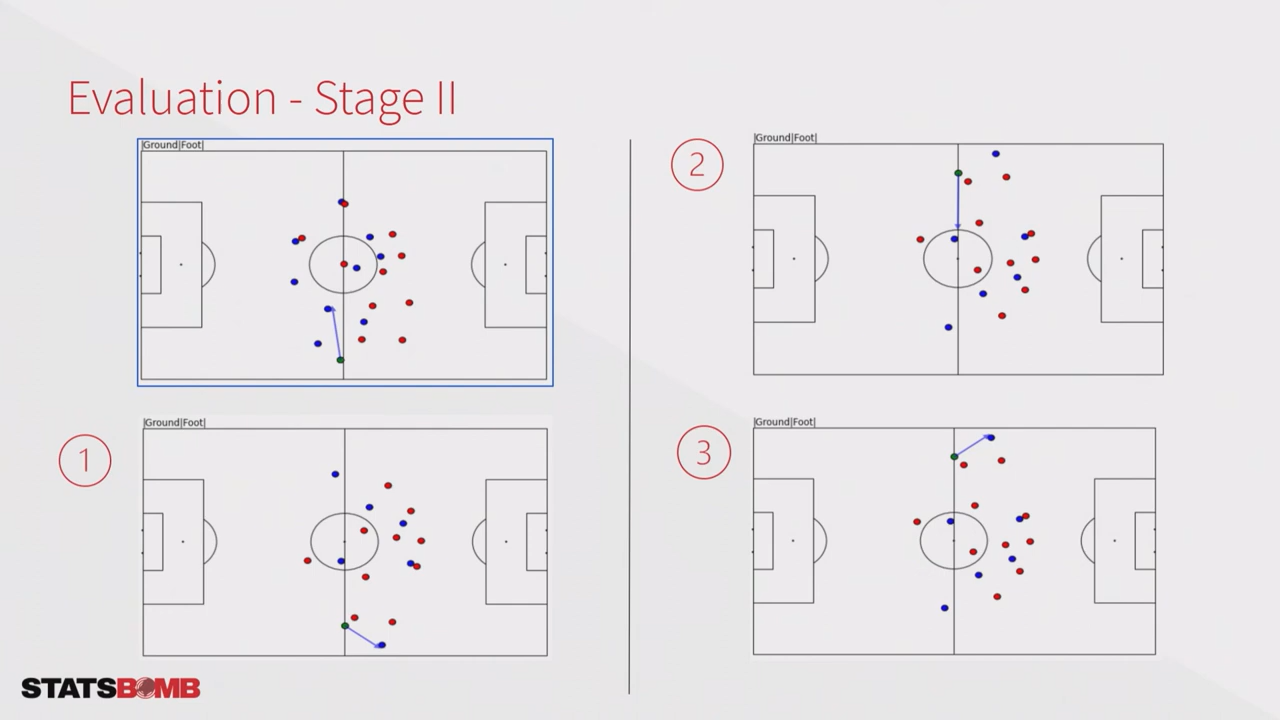 Evaluation - Stage II
|Ground|Foot|
1
|Ground|Foot|
2
|Ground|Foot|
3
|Ground|Foot|
STATSBOMB